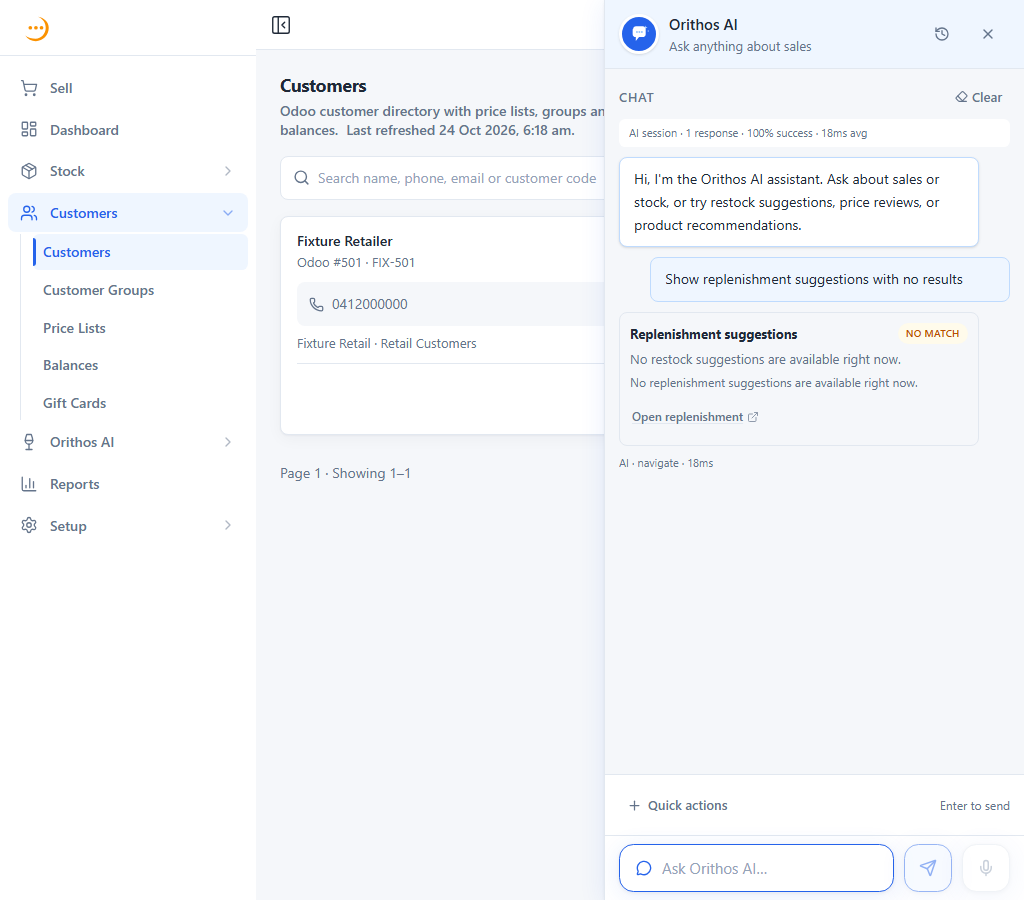 Sell
Dashboard
Stock
Customers
Customers
Customer Groups
Price Lists
Balances
Gift Cards
Orithos AI
Reports
Setup
Customers
Odoo customer directory with price lists, groups an
balances. Last refreshed 24 Oct 2026, 6:18 am.
Search name, phone, email or customer code
Fixture Retailer
Odoo #501 · FIX-501
0412000000
Fixture Retail · Retail Customers
Page 1 · Showing 1–1
Orithos AI
Ask anything about sales
CHAT
Clear
AI session · 1 response · 100% success · 18ms avg
Hi, I'm the Orithos AI assistant. Ask about sales or
stock, or try restock suggestions, price reviews, or
product recommendations.
Show replenishment suggestions with no results
Replenishment suggestions
NO MATCH
No restock suggestions are available right now.
No replenishment suggestions are available right now.
Open replenishment
AI · navigate · 18ms
Quick actions
Enter to send
Ask Orithos AI...